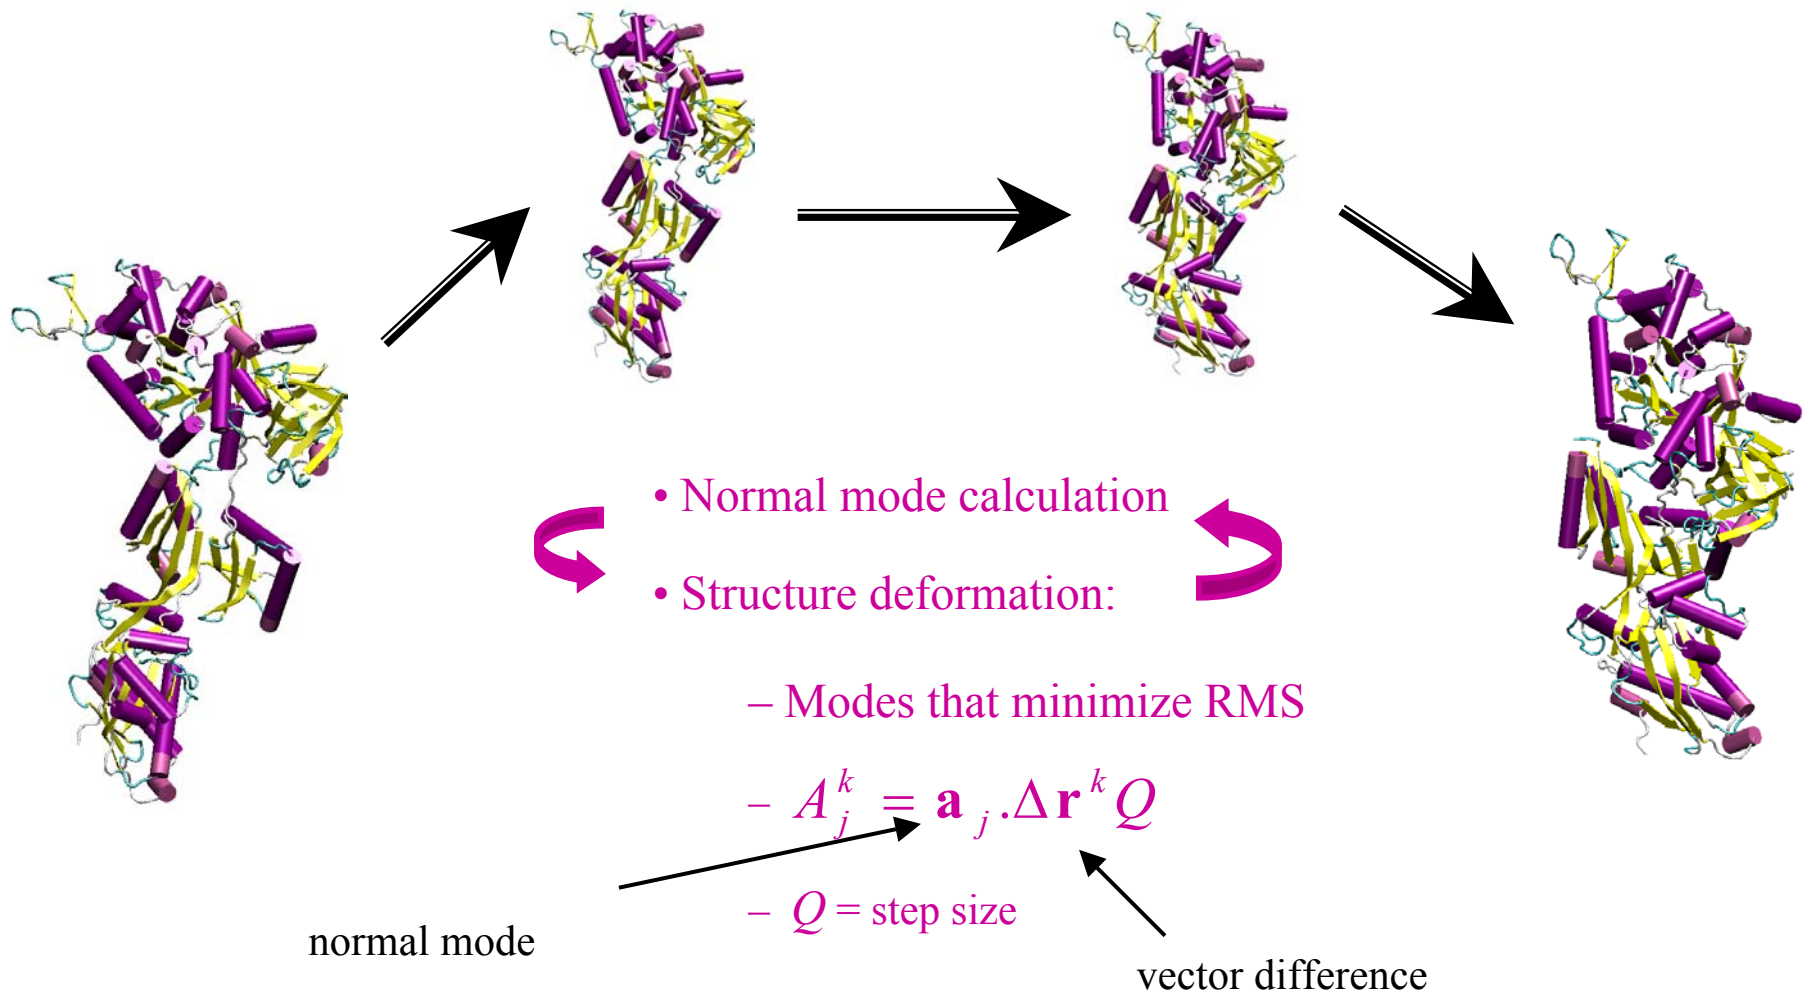 • Normal mode calculation
• Structure deformation:
– Modes that minimize RMS
– A_j^k = a_j.Δr^k Q
– Q = step size
normal mode
vector difference